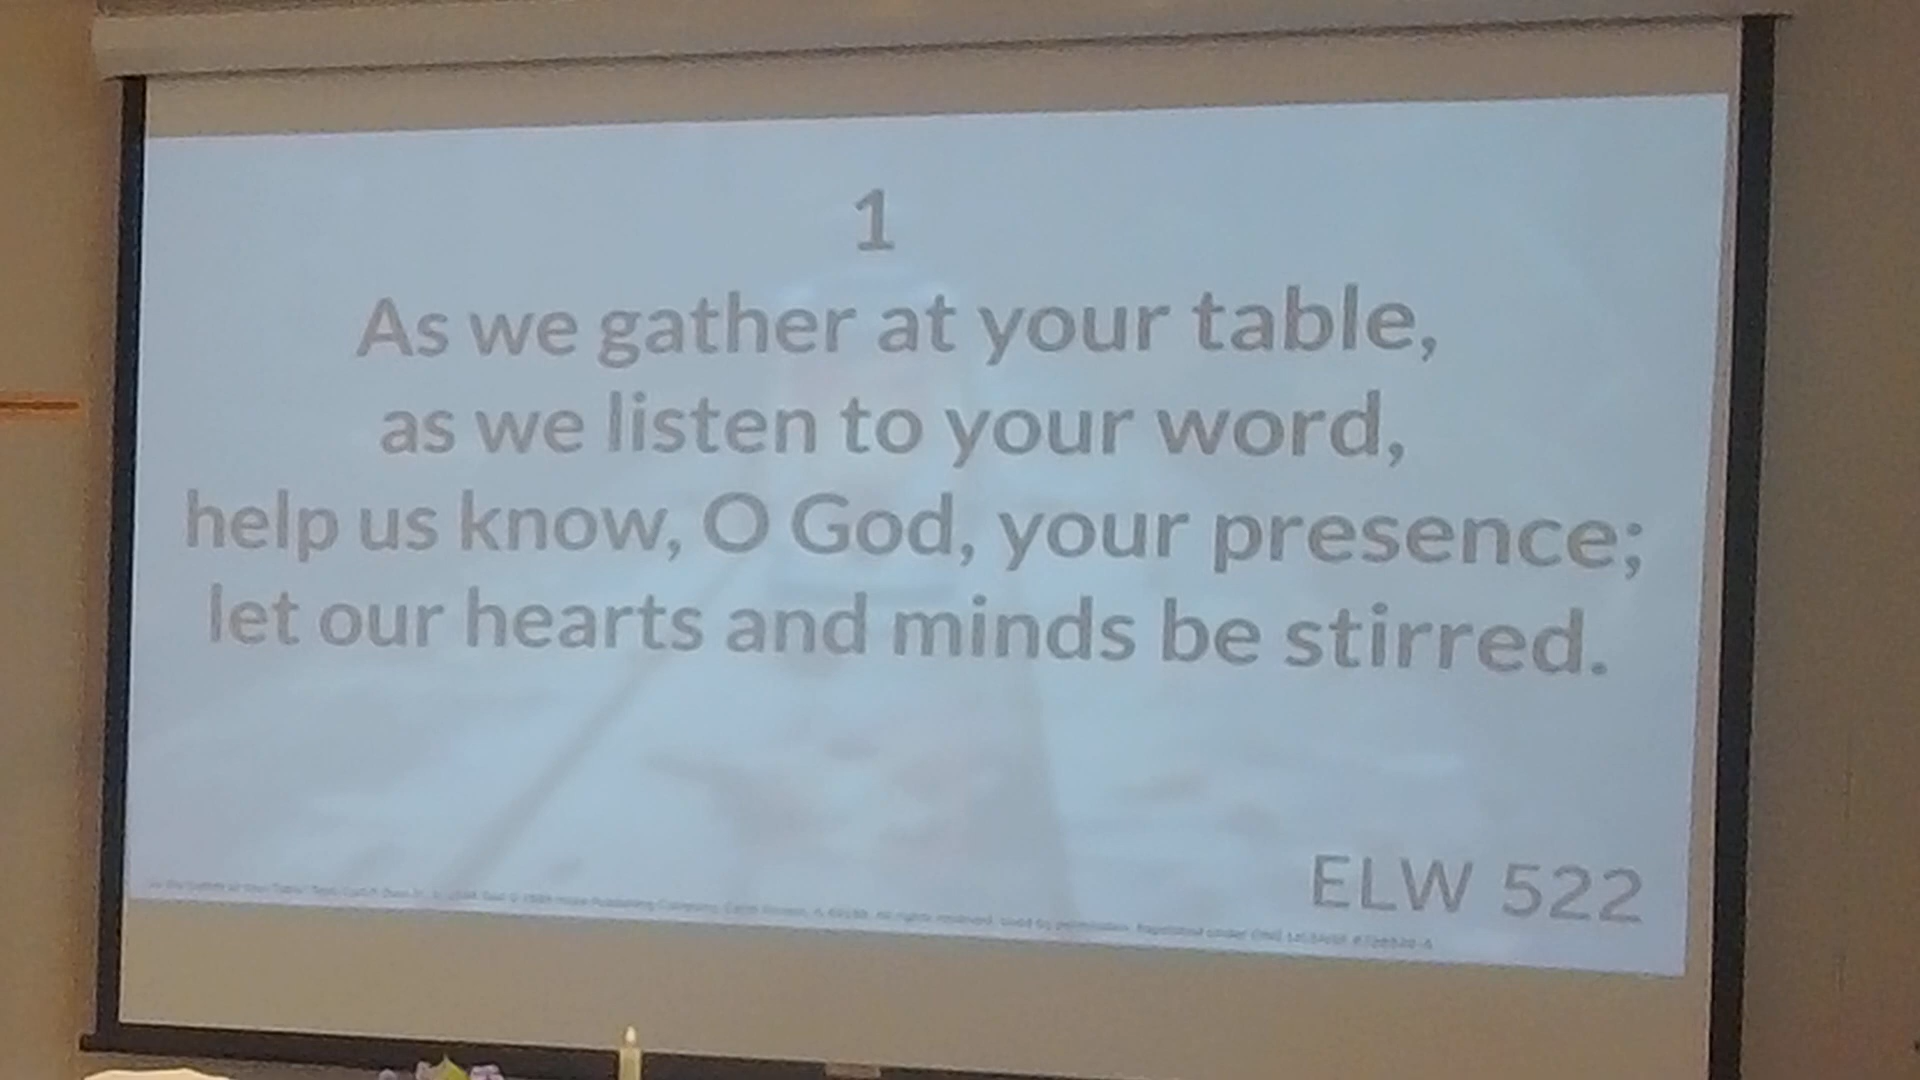 1
As we gather at your table,
as we listen to your word,
help us know, O God, your presence;
let our hearts and minds be stirred.
ELW 522